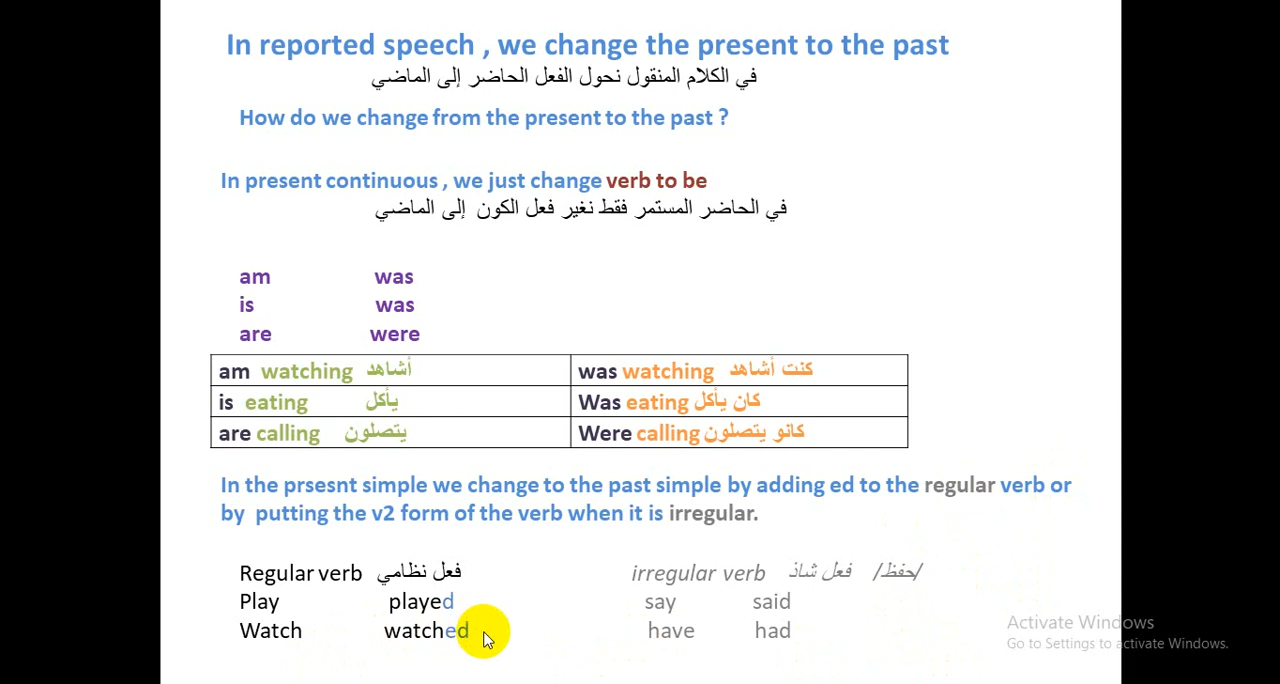 In reported speech , we change the present to the past
في الكلام المنقول نحول الفعل الحاضر إلى الماضي
How do we change from the present to the past ?
In present continuous , we just change verb to be
في الحاضر المستمر فقط نغير فعل الكون إلى الماضي
am was
is was
are were
am watching أشاهد was watching كنت أشاهد
is eating يأكل Was eating كان يأكل
are calling يتصلون Were calling كانو يتصلون
In the prsesnt simple we change to the past simple by adding ed to the regular verb or
by putting the v2 form of the verb when it is irregular.
Regular verb فعل نظامي irregular verb فعل شاذ /حفظ/
Play played say said
Watch watched have had
Activate Windows
Go to Settings to activate Windows.